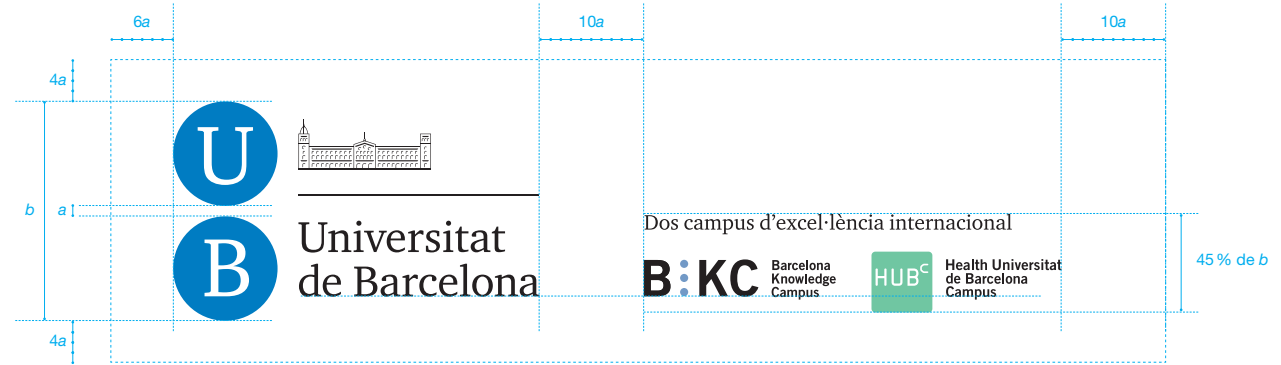 6a
10a
10a
4a
b
a
4a
U
B
Universitat
de Barcelona
Dos campus d’excel·lència internacional
B KC
Barcelona
Knowledge
Campus
HUBc
Health Universitat
de Barcelona
Campus
45 % de b